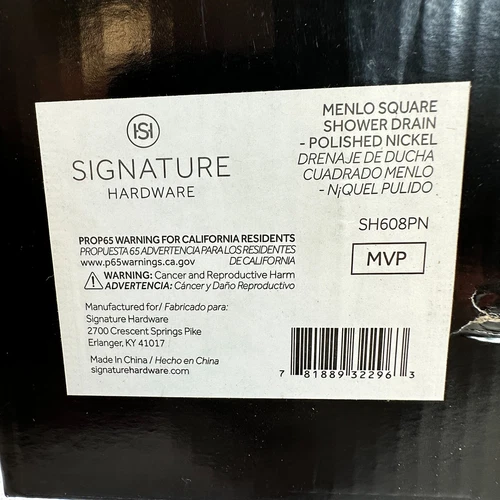 HS
SIGNATURE
HARDWARE
MENLO SQUARE
SHOWER DRAIN
- POLISHED NICKEL
DRENAJE DE DUCHA
CUADRADO MENLO
- N¡QUEL PULIDO
SH608PN
MVP
PROP65 WARNING FOR CALIFORNIA RESIDENTS
PROPUESTA 65 ADVERTENCIA PARA LOS RESIDENTES
www.p65warnings.ca.gov DE CALIFORNIA
WARNING: Cancer and Reproductive Harm
ADVERTENCIA: Cáncer y Daño Reproductivo
Manufactured for/ Fabricado para:
Signature Hardware
2700 Crescent Springs Pike
Erlanger, KY 41017
Made in China / Hecho en China
signaturehardware.com
7 81889 32296 3